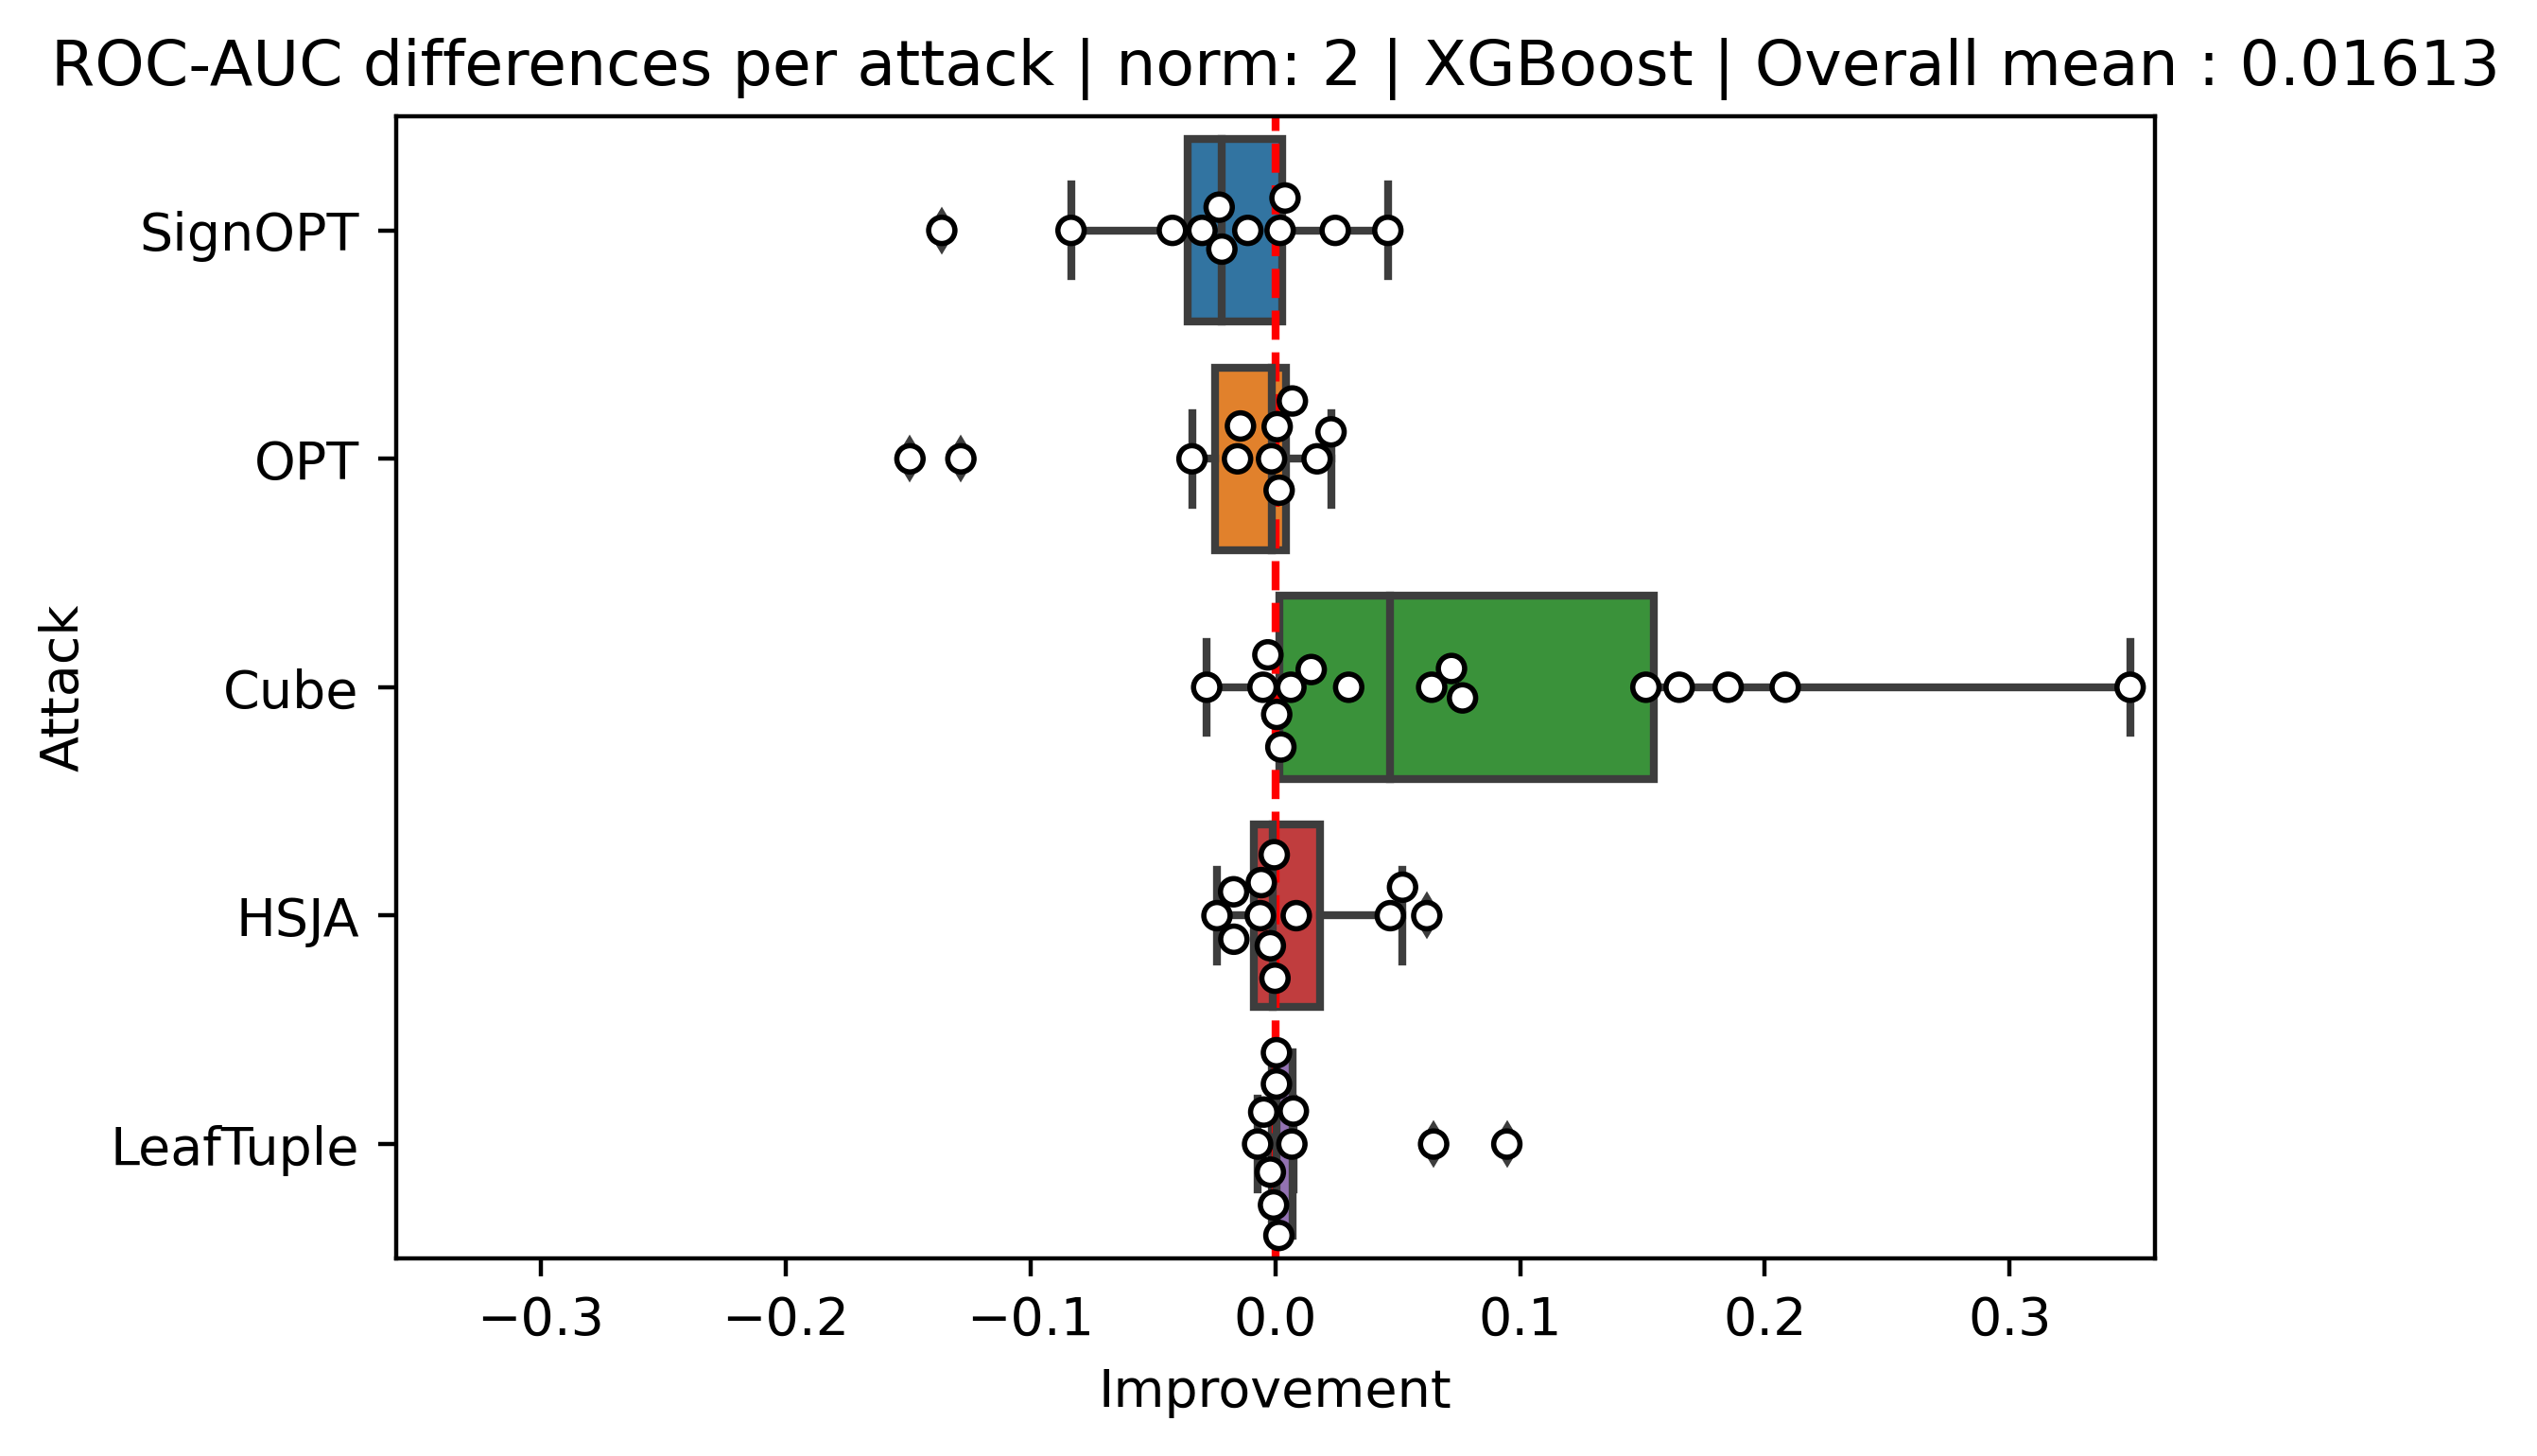 ROC-AUC differences per attack | norm: 2 | XGBoost | Overall mean : 0.01613
Attack
SignOPT
OPT
Cube
HSJA
LeafTuple
−0.3 −0.2 −0.1 0.0 0.1 0.2 0.3
Improvement